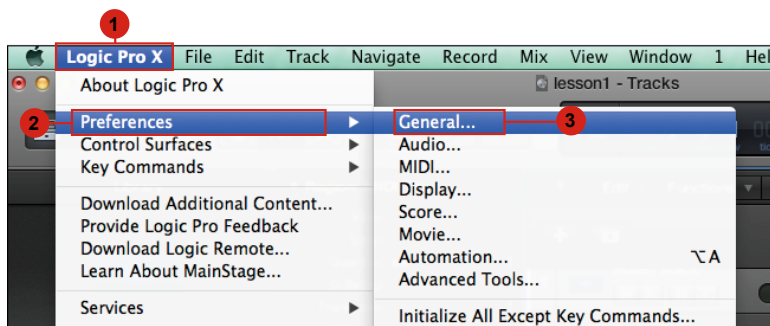 1
Logic Pro X File Edit Track Navigate Record Mix View Window 1 Hel
About Logic Pro X
lesson1 - Tracks
2
Preferences
General...
3
Control Surfaces
Audio...
Key Commands
MIDI...
Display...
Download Additional Content...
Score...
Provide Logic Pro Feedback
Movie...
Download Logic Remote...
Automation... ⌥A
Learn About MainStage...
Advanced Tools...
Services
Initialize All Except Key Commands...